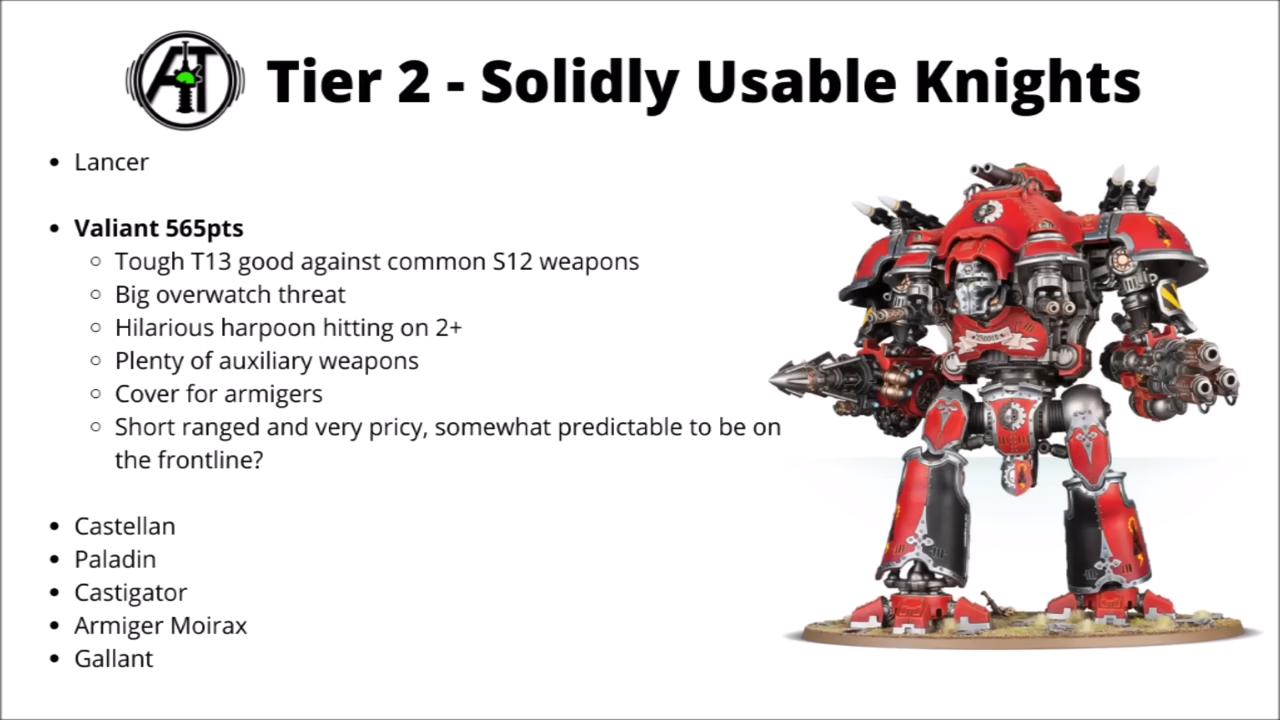 AT
Tier 2 - Solidly Usable Knights
• Lancer
• Valiant 565pts
○ Tough T13 good against common S12 weapons
○ Big overwatch threat
○ Hilarious harpoon hitting on 2+
○ Plenty of auxiliary weapons
○ Cover for armigers
○ Short ranged and very pricy, somewhat predictable to be on
the frontline?
• Castellan
• Paladin
• Castigator
• Armiger Moirax
• Gallant